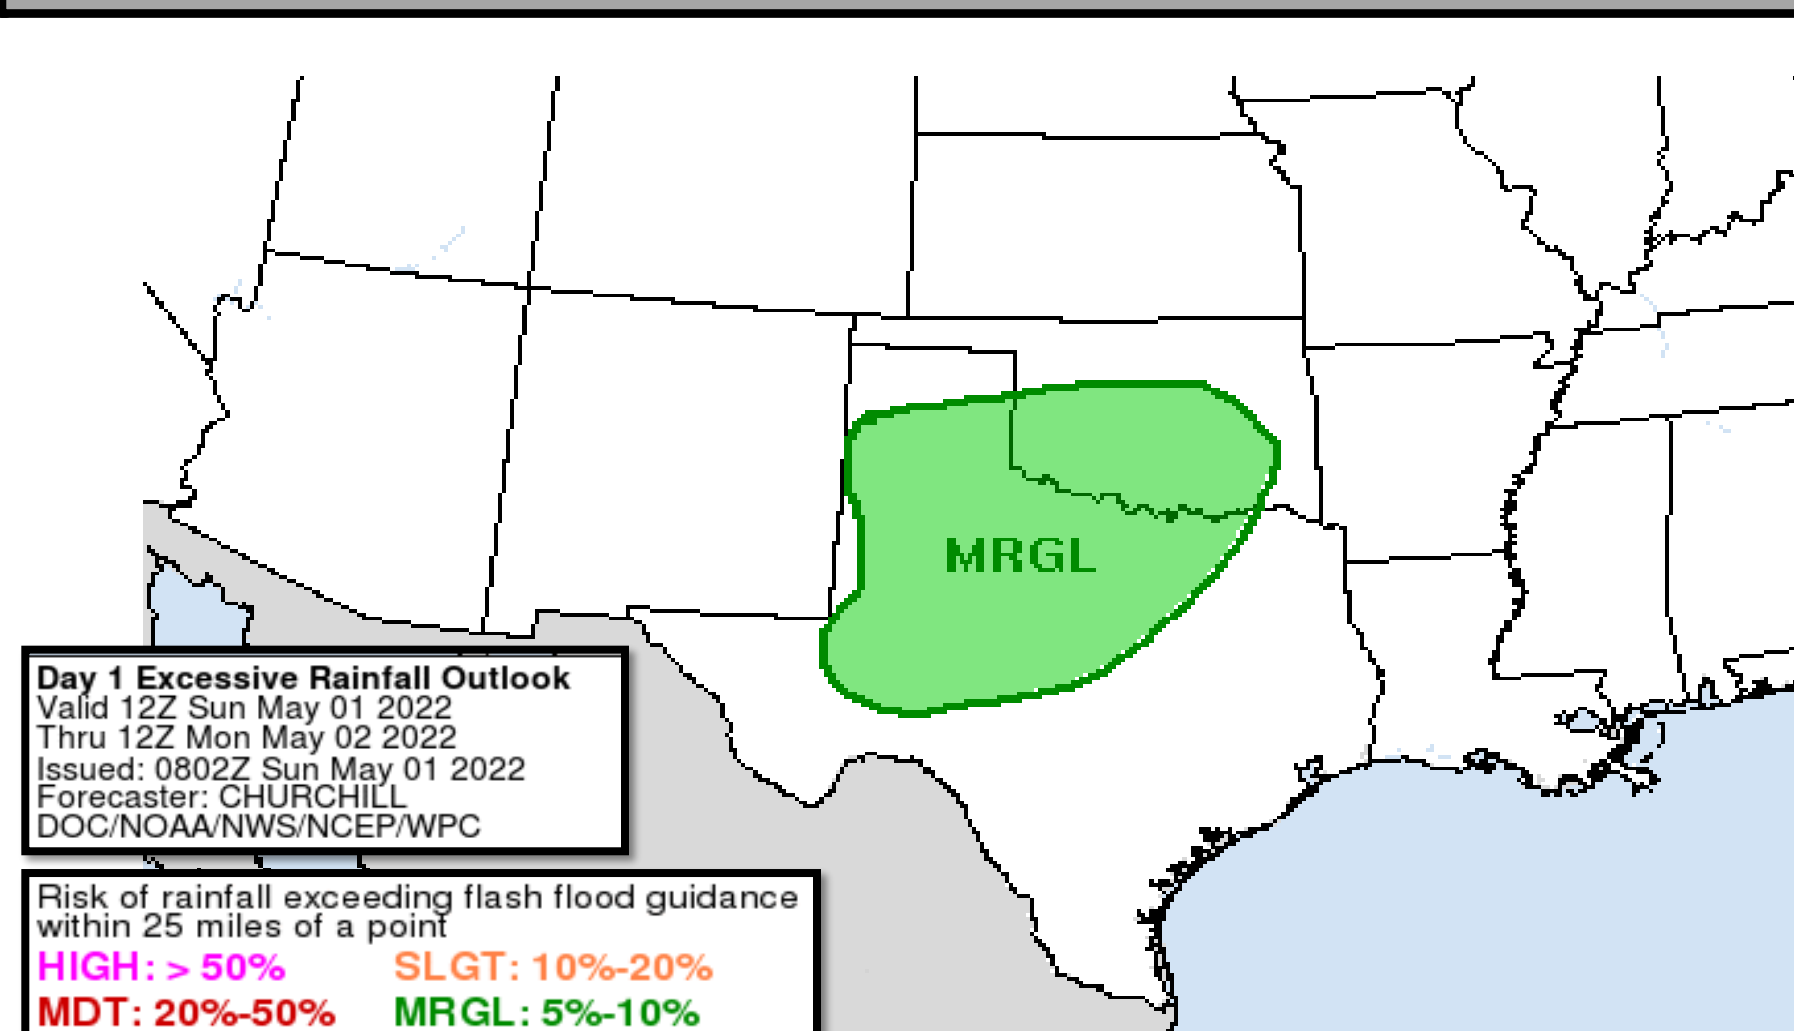 MRGL
Day 1 Excessive Rainfall Outlook
Valid 12Z Sun May 01 2022
Thru 12Z Mon May 02 2022
Issued: 0802Z Sun May 01 2022
Forecaster: CHURCHILL
DOC/NOAA/NWS/NCEP/WPC
Risk of rainfall exceeding flash flood guidance
within 25 miles of a point
HIGH: > 50% SLGT: 10%-20%
MDT: 20%-50% MRGL: 5%-10%